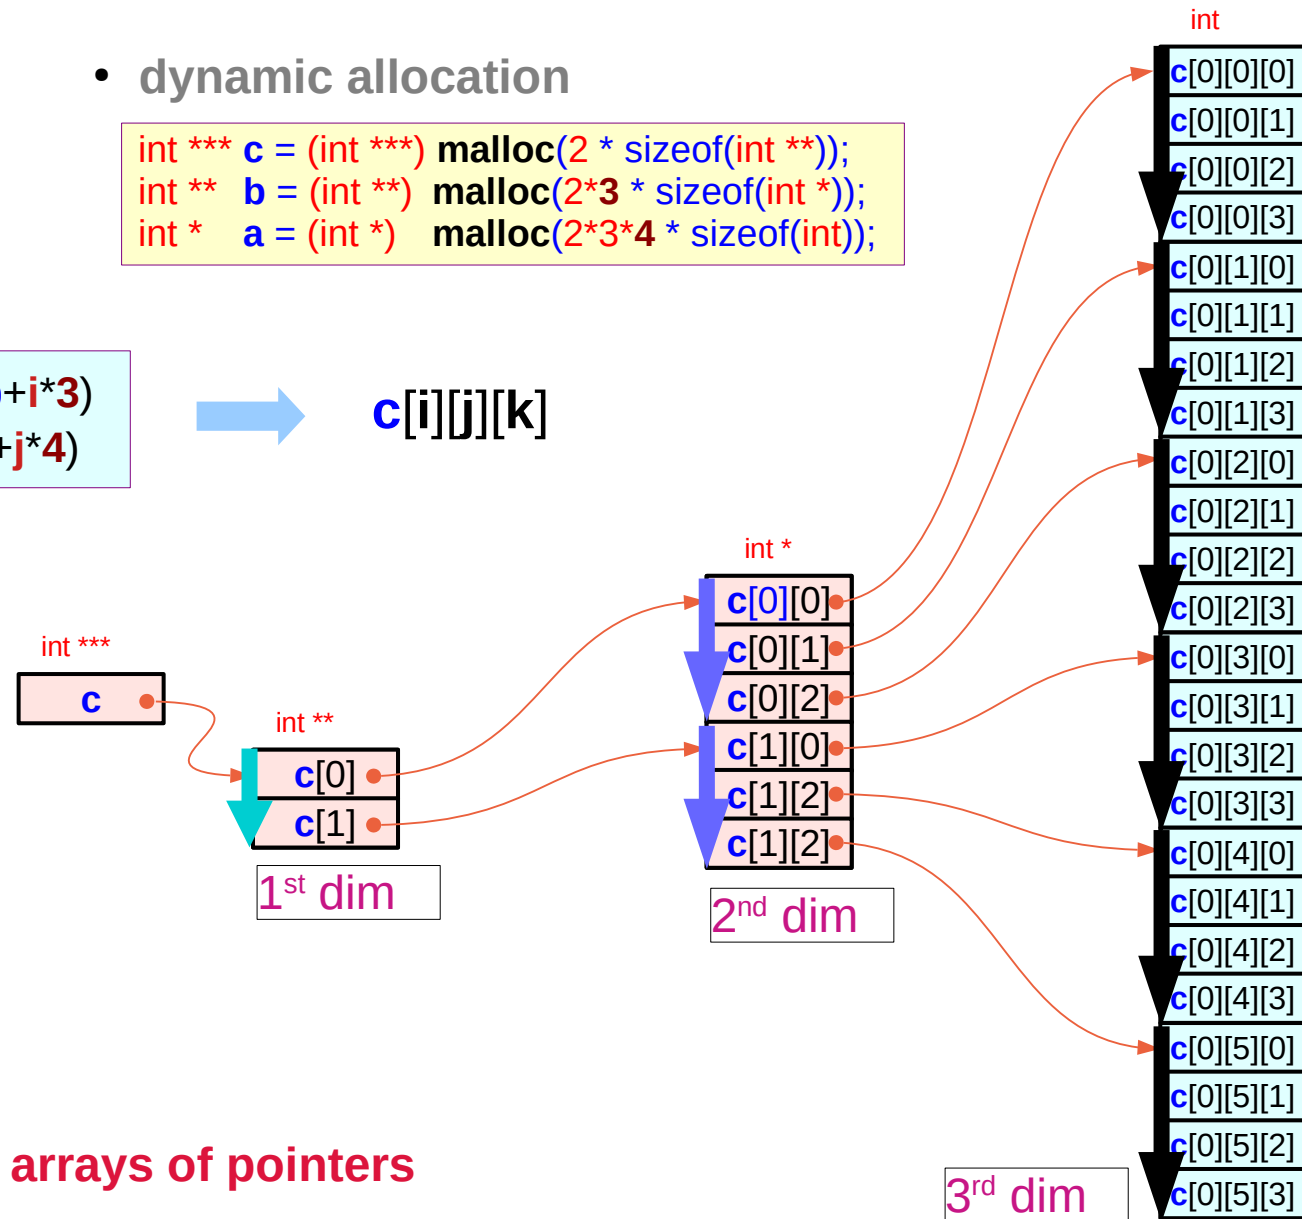 int
• dynamic allocation
int *** c = (int ***) malloc(2 * sizeof(int **));
int ** b = (int **) malloc(2*3 * sizeof(int *));
int * a = (int *) malloc(2*3*4 * sizeof(int));
+i*3)
+j*4)
c[i][j][k]
int ***
c
int **
c[0]
c[1]
1st dim
int *
c[0][0]
c[0][1]
c[0][2]
c[1][0]
c[1][2]
c[1][2]
2nd dim
c[0][0][0]
c[0][0][1]
c[0][0][2]
c[0][0][3]
c[0][1][0]
c[0][1][1]
c[0][1][2]
c[0][1][3]
c[0][2][0]
c[0][2][1]
c[0][2][2]
c[0][2][3]
c[0][3][0]
c[0][3][1]
c[0][3][2]
c[0][3][3]
c[0][4][0]
c[0][4][1]
c[0][4][2]
c[0][4][3]
c[0][5][0]
c[0][5][1]
c[0][5][2]
c[0][5][3]
3rd dim
arrays of pointers